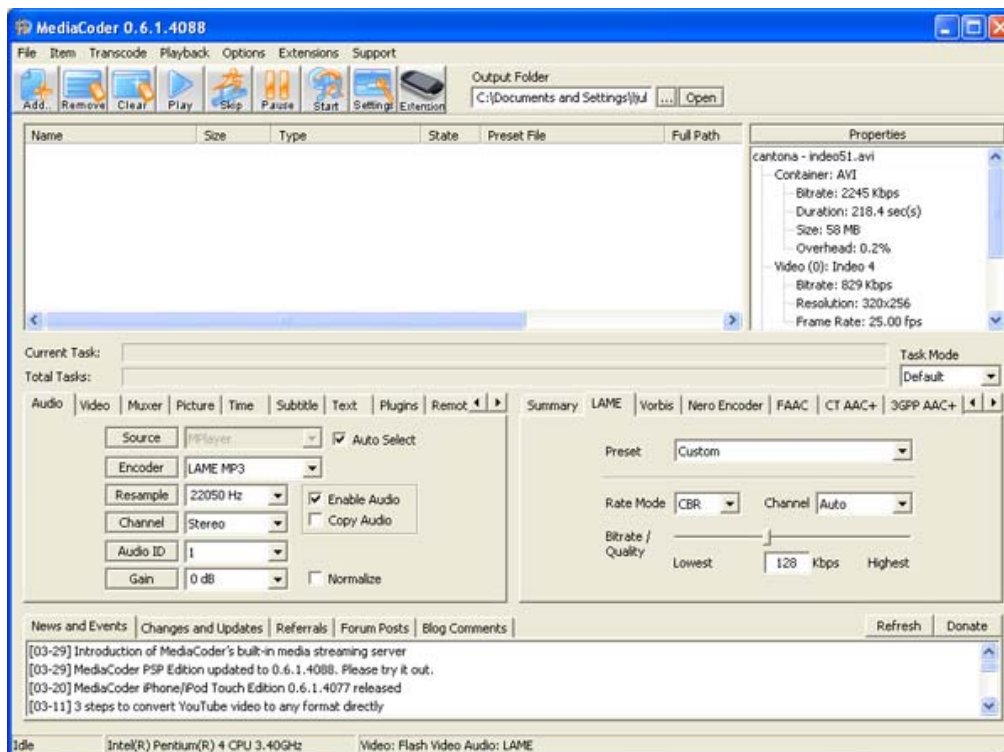 MediaCoder 0.6.1.4088
File Item Transcode Playback Options Extensions Support
Add.. Remove Clear Play Skip Pause Start Settings Extension
Output Folder
C:\Documents and Settings\ljul ... Open
Name Size Type State Preset File Full Path
Properties
cantona - indeo51.avi
Container: AVI
Bitrate: 2245 Kbps
Duration: 218.4 sec(s)
Size: 58 MB
Overhead: 0.2%
Video (0): Indeo 4
Bitrate: 829 Kbps
Resolution: 320x256
Frame Rate: 25.00 fps
Current Task:
Total Tasks:
Task Mode
Default
Audio Video Muxer Picture Time Subtitle Text Plugins Remot
Source MPlayer Auto Select
Encoder LAME MP3
Resample 22050 Hz Enable Audio
Channel Stereo Copy Audio
Audio ID 1
Gain 0 dB Normalize
Summary LAME Vorbis Nero Encoder FAAC CT AAC+ 3GPP AAC+
Preset Custom
Rate Mode CBR Channel Auto
Bitrate /
Quality
Lowest 128 Kbps Highest
News and Events Changes and Updates Referrals Forum Posts Blog Comments Refresh Donate
[03-29] Introduction of MediaCoder's built-in media streaming server
[03-29] MediaCoder PSP Edition updated to 0.6.1.4088. Please try it out.
[03-20] MediaCoder iPhone/iPod Touch Edition 0.6.1.4077 released
[03-11] 3 steps to convert YouTube video to any format directly
Idle Intel(R) Pentium(R) 4 CPU 3.40GHz Video: Flash Video Audio: LAME